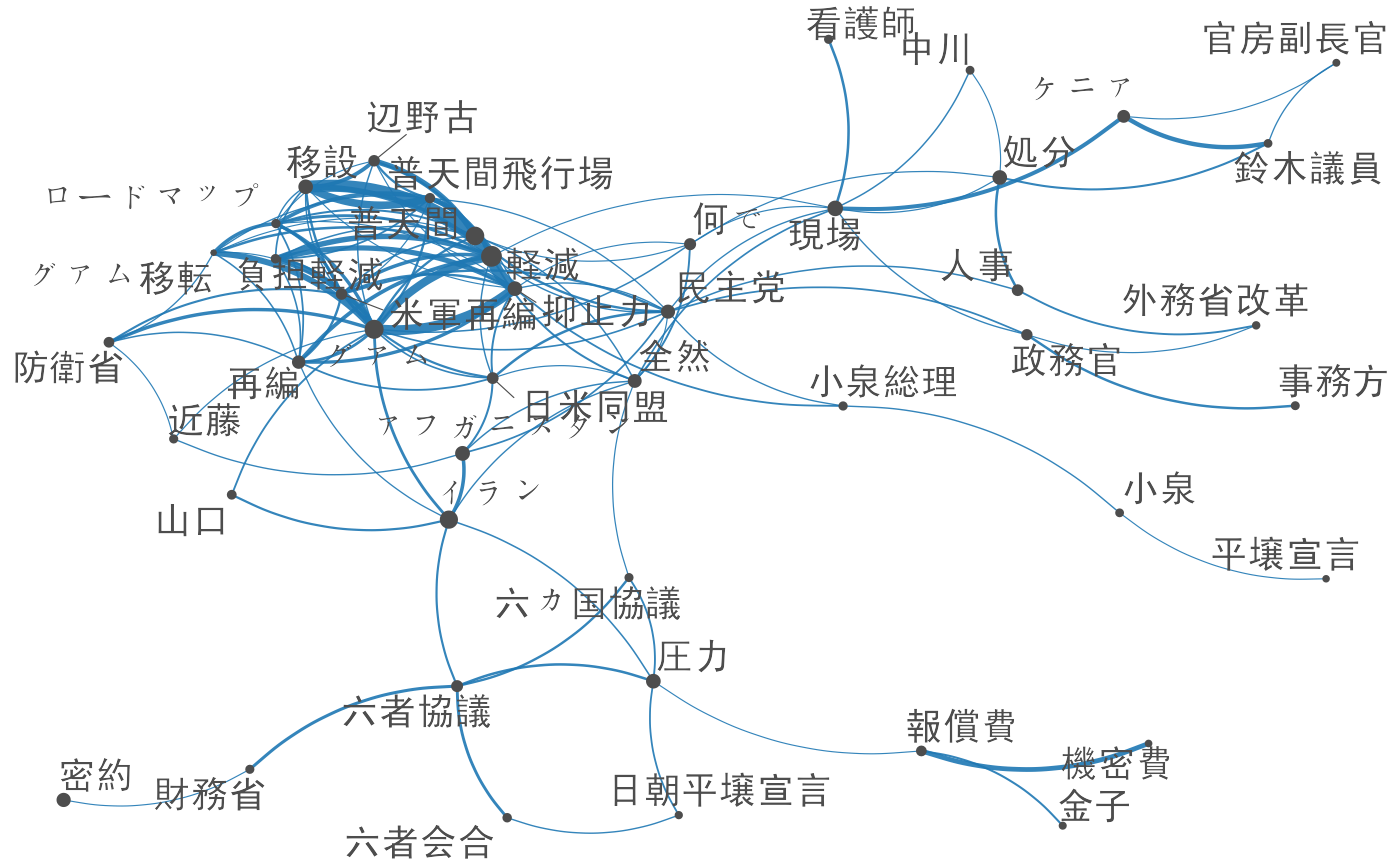 看護師
中川
官房副長官
ケニア
辺野古
移設
普天間飛行場
処分
鈴木議員
ロードマップ
普天間
何で
現場
グアム移転
負担軽減
軽減
人事
民主党
米軍再編
抑止力
外務省改革
グアム
防衛省
再編
全然
政務官
小泉総理
事務方
近藤
アフガニスタン
日米同盟
イラン
小泉
山口
平壌宣言
六カ国協議
圧力
六者協議
報償費
機密費
密約
財務省
日朝平壌宣言
金子
六者会合